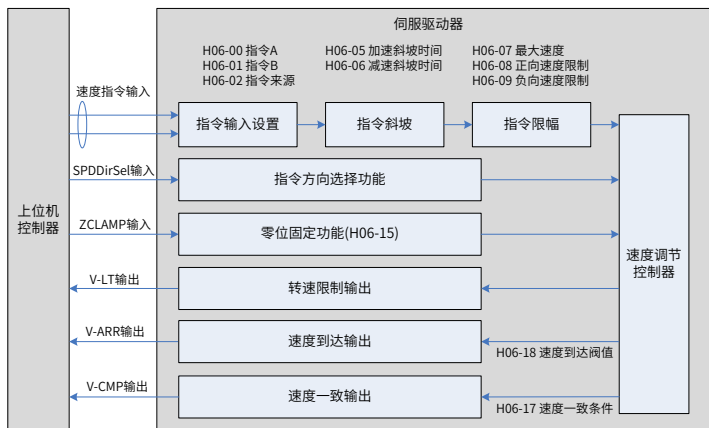 伺服驱动器
H06-00 指令A
H06-01 指令B
H06-02 指令来源
H06-05 加速斜坡时间
H06-06 减速斜坡时间
H06-07 最大速度
H06-08 正向速度限制
H06-09 负向速度限制
速度指令输入
指令输入设置
指令斜坡
指令限幅
SPDDirSel输入
指令方向选择功能
上位机
控制器
ZCLAMP输入
零位固定功能(H06-15)
速度调节
控制器
V-LT输出
转速限制输出
V-ARR输出
速度到达输出
H06-18 速度到达阀值
V-CMP输出
速度一致输出
H06-17 速度一致条件